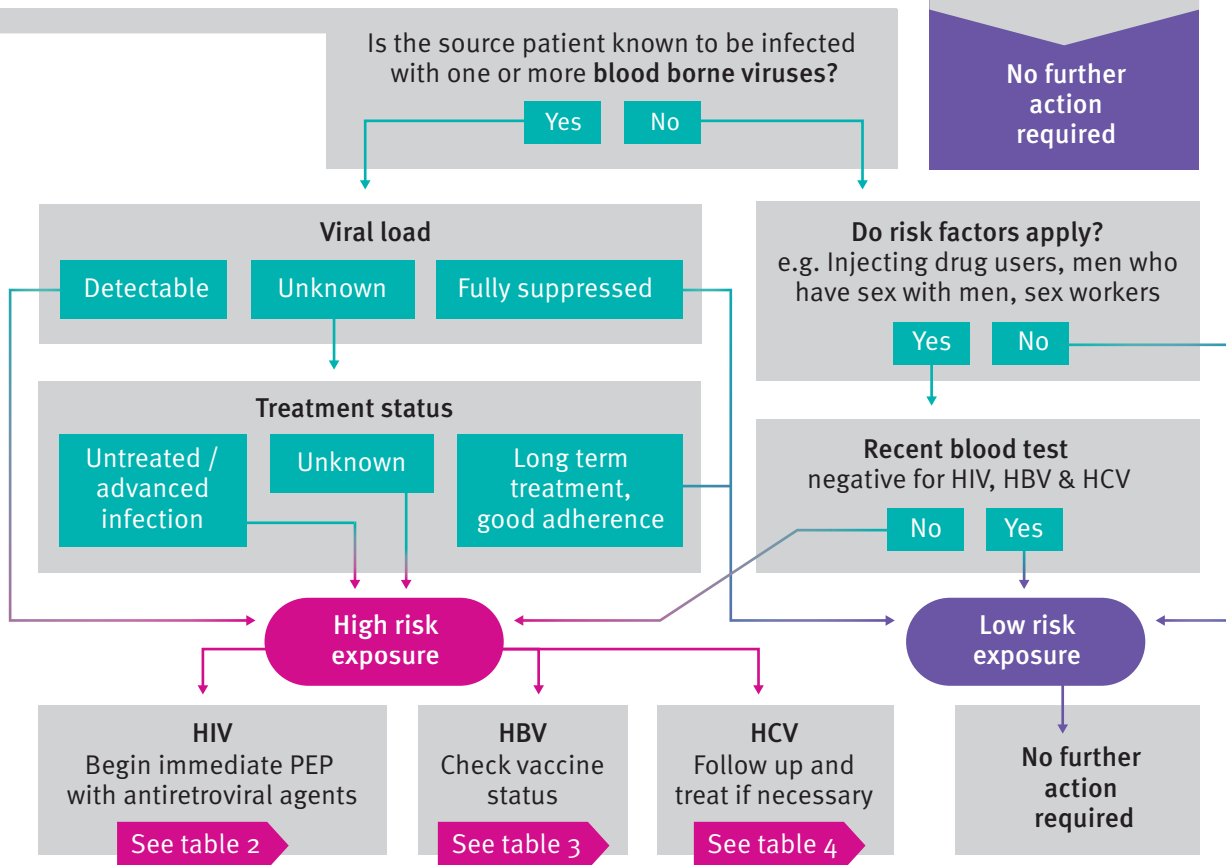 Is the source patient known to be infected
with one or more blood borne viruses?
Yes
No
No further
action
required
Viral load
Detectable
Unknown
Fully suppressed
Do risk factors apply?
e.g. Injecting drug users, men who
have sex with men, sex workers
Yes
No
Treatment status
Untreated /
advanced
infection
Unknown
Long term
treatment,
good adherence
Recent blood test
negative for HIV, HBV & HCV
No
Yes
High risk
exposure
Low risk
exposure
HIV
Begin immediate PEP
with antiretroviral agents
See table 2
HBV
Check vaccine
status
See table 3
HCV
Follow up and
treat if necessary
See table 4
No further
action
required